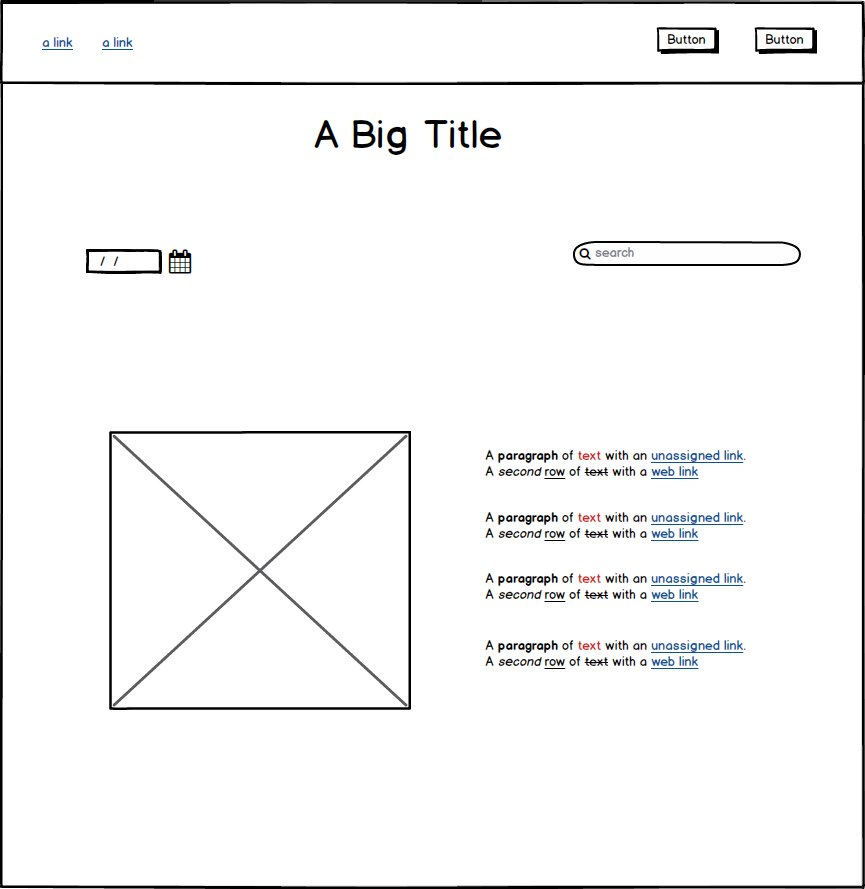 a link a link Button Button
A Big Title
/ / search
A paragraph of text with an unassigned link.
A second row of text with a web link
A paragraph of text with an unassigned link.
A second row of text with a web link
A paragraph of text with an unassigned link.
A second row of text with a web link
A paragraph of text with an unassigned link.
A second row of text with a web link